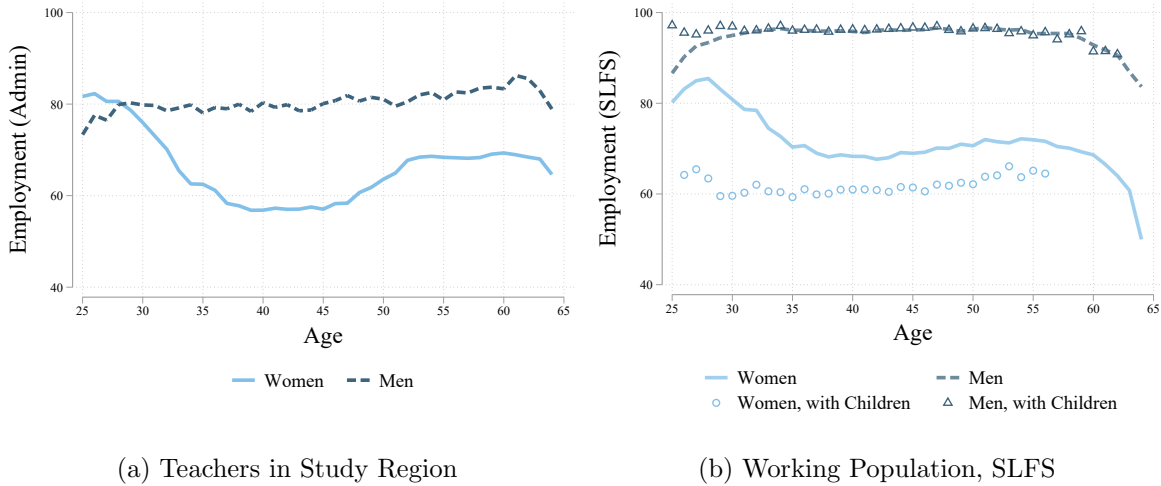 Employment (Admin)
100
80
60
40
25 30 35 40 45 50 55 60 65
Age
Women Men
(a) Teachers in Study Region
Employment (SLFS)
100
80
60
40
25 30 35 40 45 50 55 60 65
Age
Women Men
Women, with Children Men, with Children
(b) Working Population, SLFS